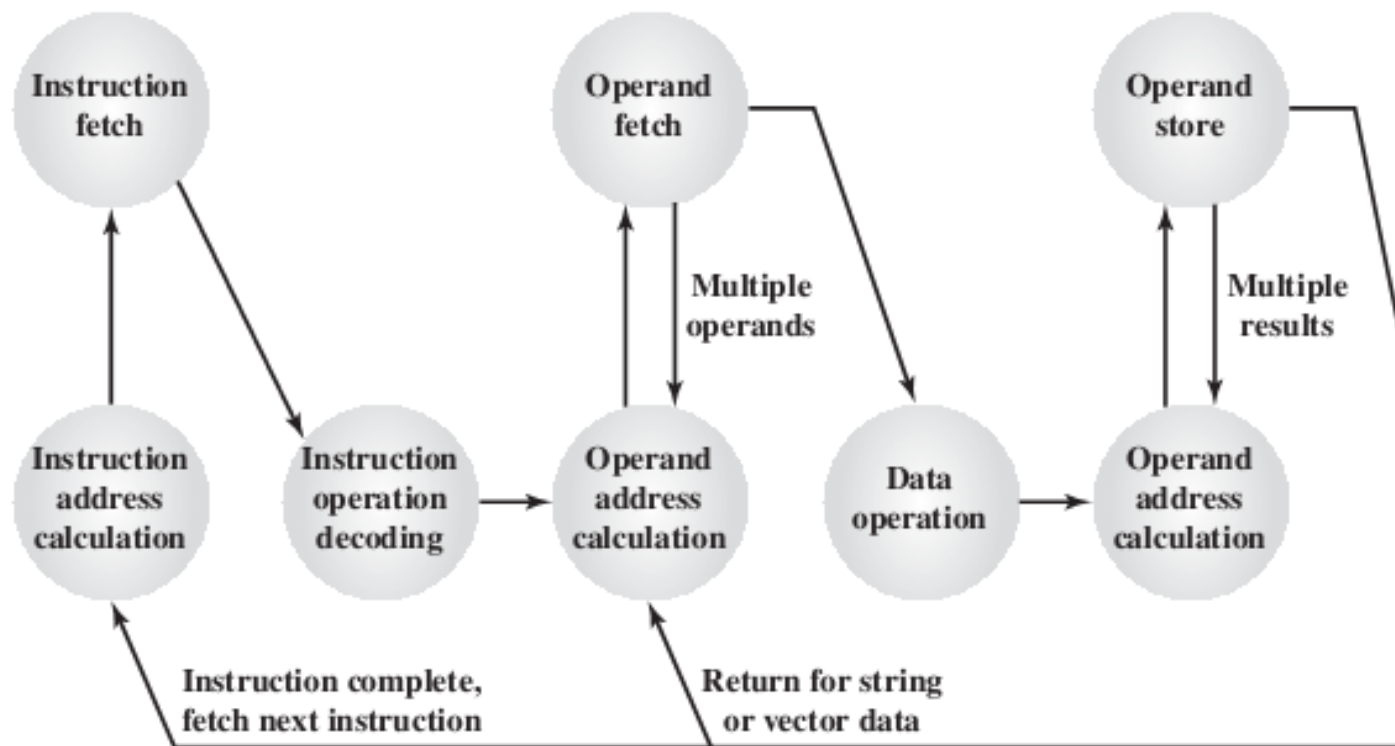 Instruction
fetch
Operand
fetch
Operand
store
Multiple
operands
Multiple
results
Instruction
address
calculation
Instruction
operation
decoding
Operand
address
calculation
Data
operation
Operand
address
calculation
Instruction complete,
fetch next instruction
Return for string
or vector data